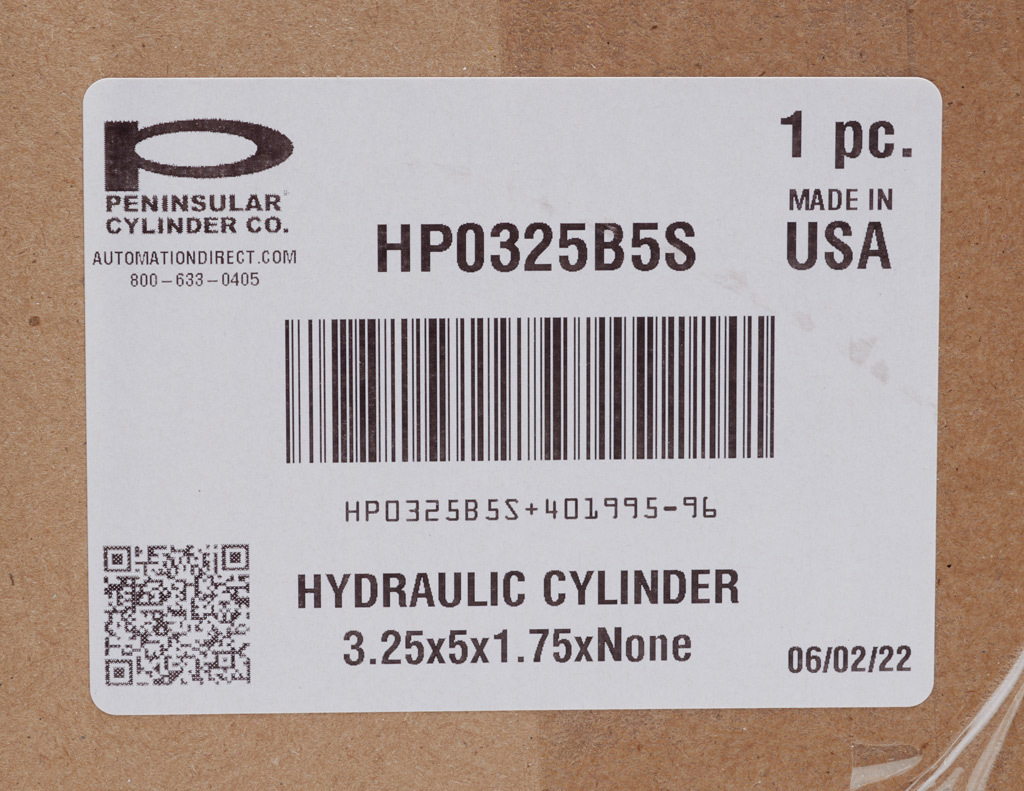 PENINSULAR
CYLINDER CO.
AUTOMATIONDIRECT.COM
800-633-0405
HP0325B5S
1 pc.
MADE IN
USA
HP0325B5S+401995-96
HYDRAULIC CYLINDER
3.25x5x1.75xNone
06/02/22